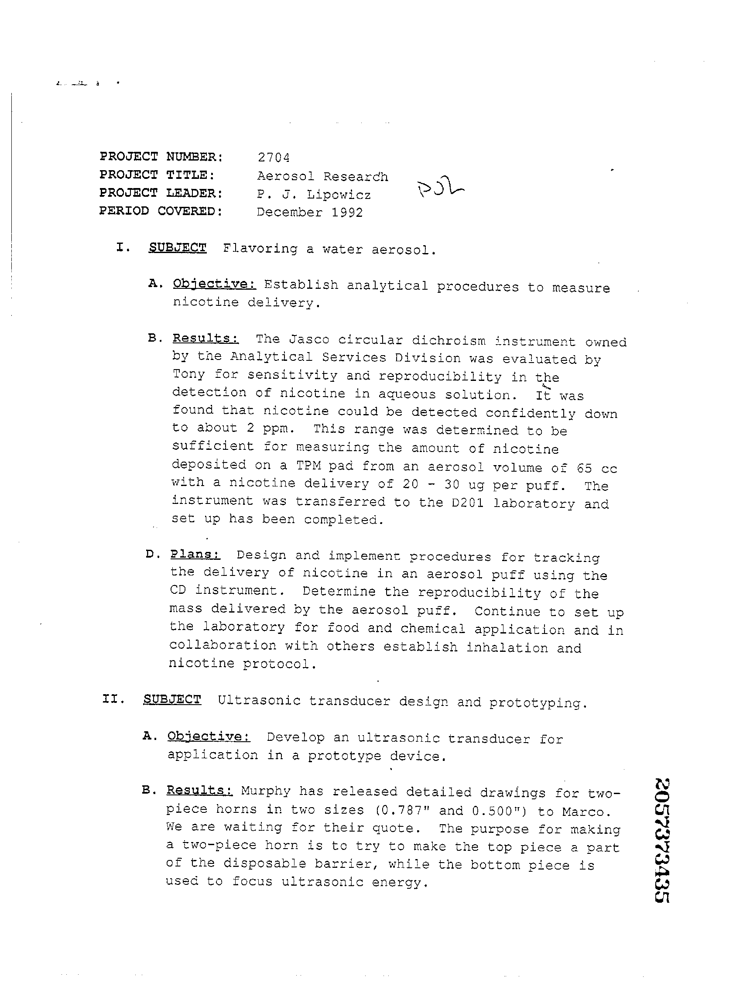 PROJECT NUMBER: 2704
PROJECT TITLE: Aerosol Research
PROJECT LEADER: P. J. Lipowicz
PERIOD COVERED: December 1992
I. SUBJECT Flavoring a water aerosol.
A. Objective: Establish analytical procedures to measure
nicotine delivery.
B. Results: The Jasco circular dichroism instrument owned
by the Analytical Services Division was evaluated by
Tony for sensitivity and reproducibility in the
detection of nicotine in aqueous solution. It was
found that nicotine could be detected confidently down
to about 2 ppm. This range was determined to be
sufficient for measuring the amount of nicotine
deposited on a TPM pad from an aerosol volume of 65 cc
with a nicotine delivery of 20 - 30 ug per puff. The
instrument was transferred to the D201 laboratory and
set up has been completed.
D. Plans: Design and implement procedures for tracking
the delivery of nicotine in an aerosol puff using the
CD instrument. Determine the reproducibility of the
mass delivered by the aerosol puff. Continue to set up
the laboratory for food and chemical application and in
collaboration with others establish inhalation and
nicotine protocol.
II. SUBJECT Ultrasonic transducer design and prototyping.
A. Objective: Develop an ultrasonic transducer for
application in a prototype device.
B. Results: Murphy has released detailed drawings for two-
piece horns in two sizes (0.787" and 0.500") to Marco.
We are waiting for their quote. The purpose for making
a two-piece horn is to try to make the top piece a part
of the disposable barrier, while the bottom piece is
used to focus ultrasonic energy.
2057373435